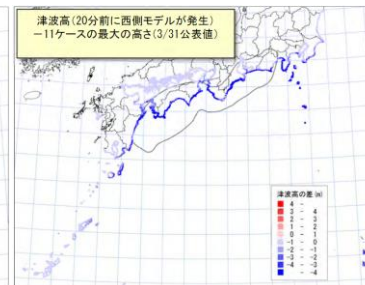 津波高(20分前に西側モデルが発生)
－11ケースの最大の高さ(3/31公表値)
津波高の差 (m)
4 -
3 - 4
2 - 3
1 - 2
0 - 1
-1 - 0
-2 - -1
-3 - -2
-4 - -3
- -4